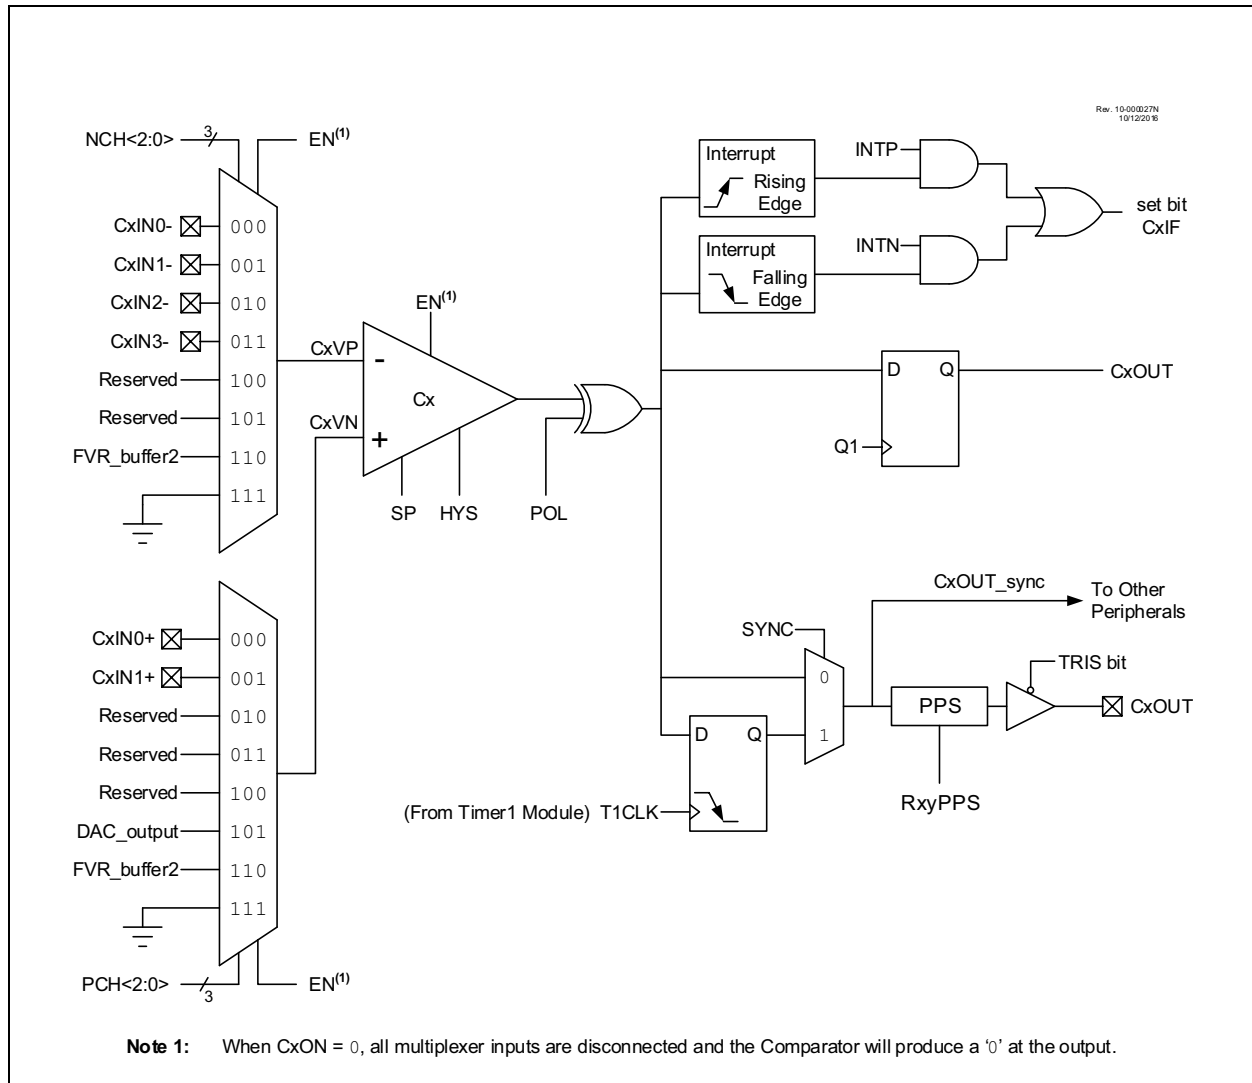 Rev. 10-000027N
10/12/2016
NCH<2:0>
3
EN(1)
CxIN0-
000
CxIN1-
001
CxIN2-
010
CxIN3-
011
Reserved
100
Reserved
101
FVR_buffer2
110
111
CxVP
CxVN
EN(1)
-
Cx
+
SP
HYS
POL
Interrupt
Rising
Edge
Interrupt
Falling
Edge
INTP
INTN
set bit
CxIF
D
Q
Q1
CxOUT
CxIN0+
000
CxIN1+
001
Reserved
010
Reserved
011
Reserved
100
DAC_output
101
FVR_buffer2
110
111
PCH<2:0>
3
EN(1)
SYNC
0
1
D
Q
(From Timer1 Module) T1CLK
CxOUT_sync
To Other
Peripherals
TRIS bit
PPS
CxOUT
RxyPPS
Note 1: When CxON = 0, all multiplexer inputs are disconnected and the Comparator will produce a ‘0’ at the output.